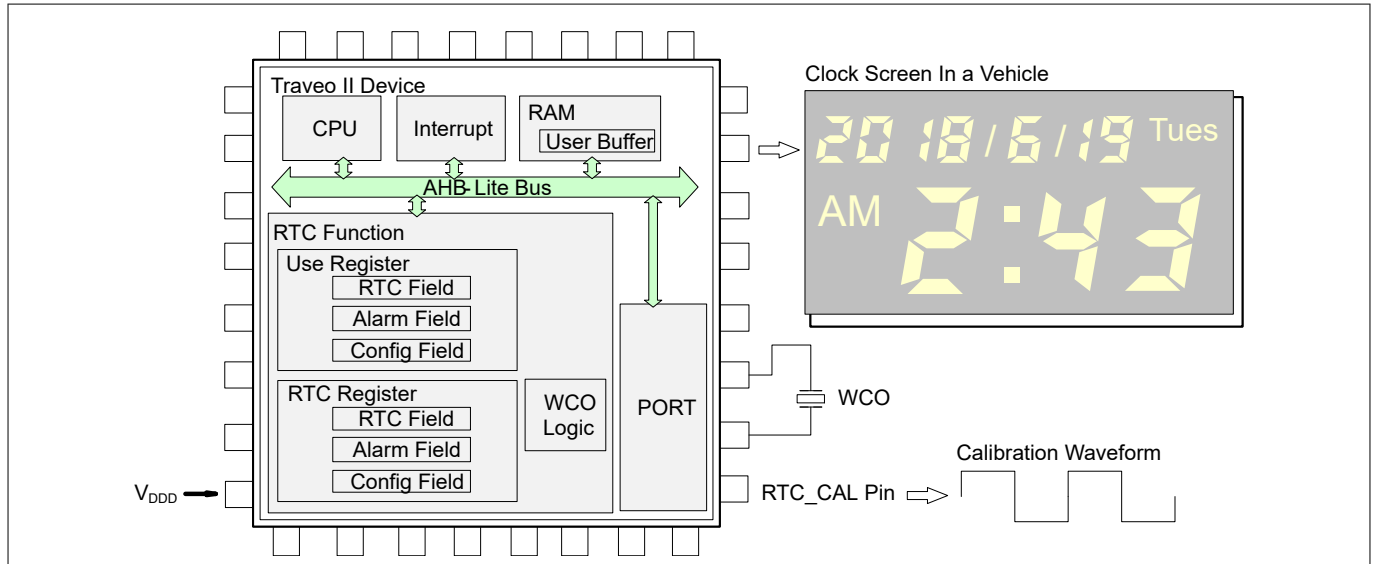 Traveo II Device
CPU
Interrupt
RAM
User Buffer
AHB-Lite Bus
RTC Function
Use Register
RTC Field
Alarm Field
Config Field
RTC Register
RTC Field
Alarm Field
Config Field
WCO
Logic
PORT
VDDD
Clock Screen In a Vehicle
2018/6/19 Tues
AM 2:43
WCO
Calibration Waveform
RTC_CAL Pin